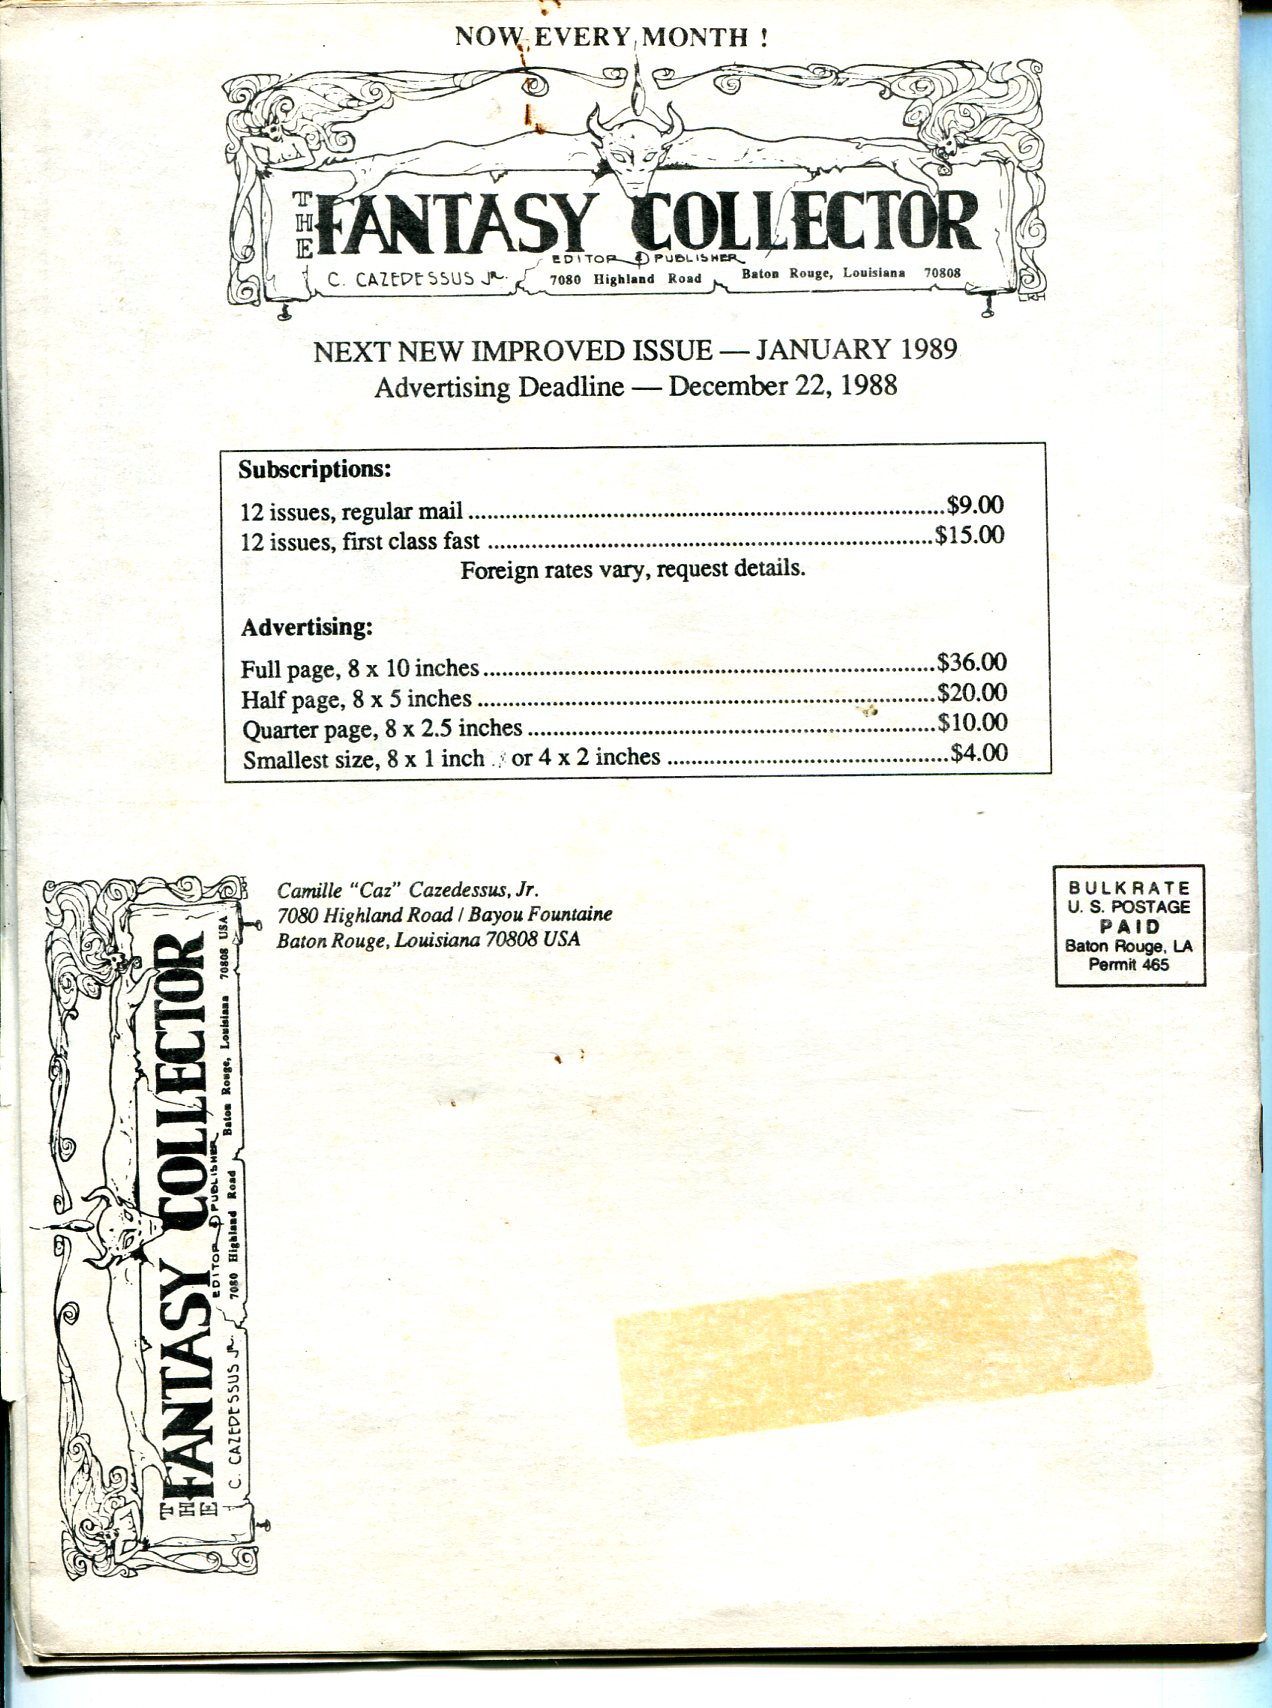 NOW EVERY MONTH !
THE FANTASY COLLECTOR
EDITOR & PUBLISHER
C. CAZEDESSUS JR. 7080 Highland Road Baton Rouge, Louisiana 70808
LRH
NEXT NEW IMPROVED ISSUE — JANUARY 1989
Advertising Deadline — December 22, 1988
Subscriptions:
12 issues, regular mail ........ $9.00
12 issues, first class fast ........ $15.00
Foreign rates vary, request details.
Advertising:
Full page, 8 x 10 inches ........ $36.00
Half page, 8 x 5 inches ........ $20.00
Quarter page, 8 x 2.5 inches ........ $10.00
Smallest size, 8 x 1 inch or 4 x 2 inches ........ $4.00
Camille "Caz" Cazedessus, Jr.
7080 Highland Road / Bayou Fountaine
Baton Rouge, Louisiana 70808 USA
BULKRATE
U. S. POSTAGE
PAID
Baton Rouge, LA
Permit 465
THE FANTASY COLLECTOR
EDITOR & PUBLISHER
C. CAZEDESSUS JR. 7080 Highland Road Baton Rouge, Louisiana 70808 USA